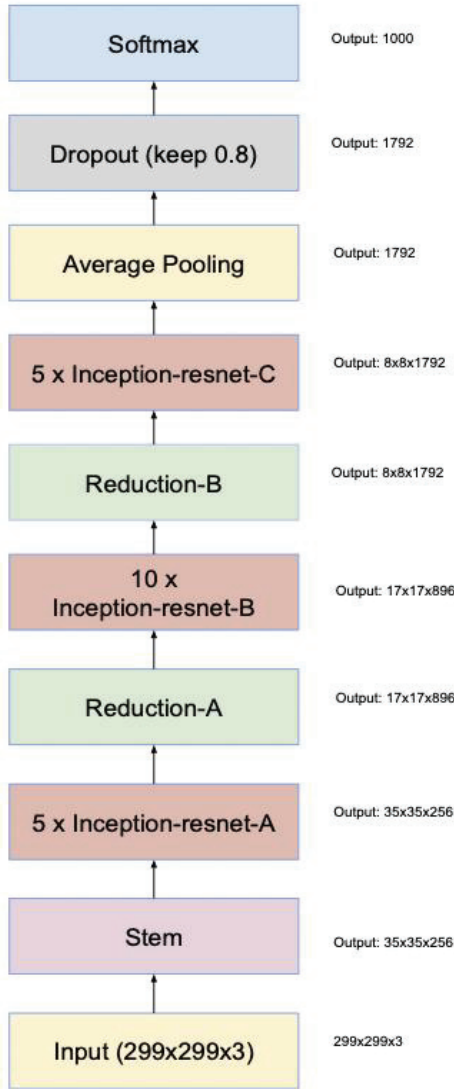 Softmax
Output: 1000
Dropout (keep 0.8)
Output: 1792
Average Pooling
Output: 1792
5 x Inception-resnet-C
Output: 8x8x1792
Reduction-B
Output: 8x8x1792
10 x
Inception-resnet-B
Output: 17x17x896
Reduction-A
Output: 17x17x896
5 x Inception-resnet-A
Output: 35x35x256
Stem
Output: 35x35x256
Input (299x299x3)
299x299x3